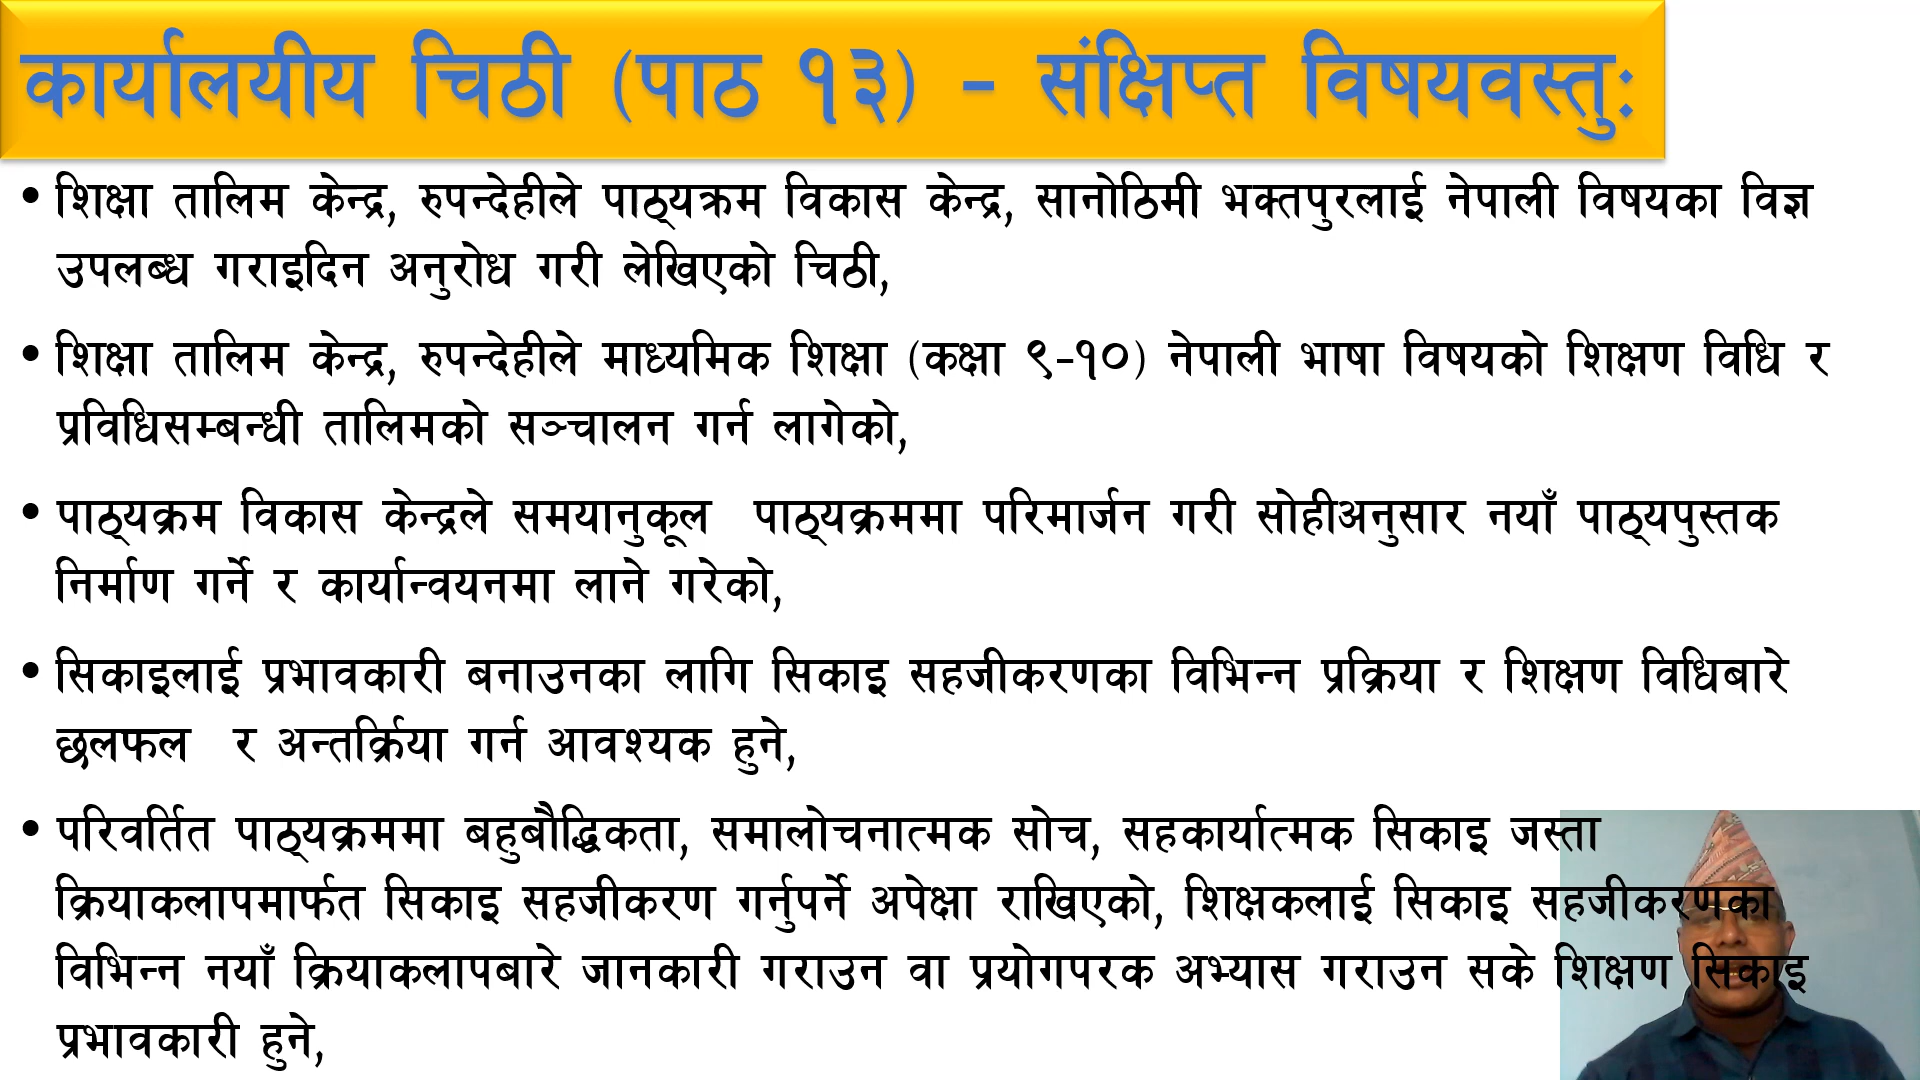 कार्यालयीय चिठी (पाठ १३) - संक्षिप्त विषयवस्तुः
• शिक्षा तालिम केन्द्र, रुपन्देहीले पाठ्यक्रम विकास केन्द्र, सानोठिमी भक्तपुरलाई नेपाली विषयका विज्ञ
उपलब्ध गराइदिन अनुरोध गरी लेखिएको चिठी,
• शिक्षा तालिम केन्द्र, रुपन्देहीले माध्यमिक शिक्षा (कक्षा ९-१०) नेपाली भाषा विषयको शिक्षण विधि र
प्रविधिसम्बन्धी तालिमको सञ्चालन गर्न लागेको,
• पाठ्यक्रम विकास केन्द्रले समयानुकूल पाठ्यक्रममा परिमार्जन गरी सोहीअनुसार नयाँ पाठ्यपुस्तक
निर्माण गर्ने र कार्यान्वयनमा लाने गरेको,
• सिकाइलाई प्रभावकारी बनाउनका लागि सिकाइ सहजीकरणका विभिन्न प्रक्रिया र शिक्षण विधिबारे
छलफल र अन्तर्क्रिया गर्न आवश्यक हुने,
• परिवर्तित पाठ्यक्रममा बहुबौद्धिकता, समालोचनात्मक सोच, सहकार्यात्मक सिकाइ जस्ता
क्रियाकलापमार्फत सिकाइ सहजीकरण गर्नुपर्ने अपेक्षा राखिएको, शिक्षकलाई सिकाइ सहजीकरणका
विभिन्न नयाँ क्रियाकलापबारे जानकारी गराउन वा प्रयोगपरक अभ्यास गराउन सके शिक्षण सिकाइ
प्रभावकारी हुने,